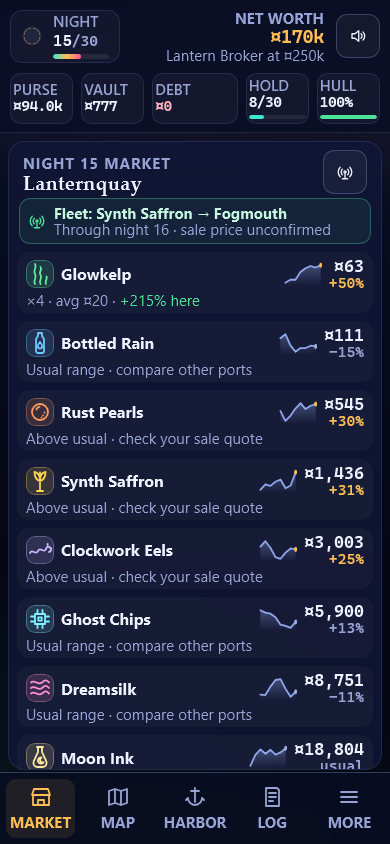 NIGHT
15/30
NET WORTH
¤170k
Lantern Broker at ¤250k
PURSE
¤94.0k
VAULT
¤777
DEBT
¤0
HOLD
8/30
HULL
100%
NIGHT 15 MARKET
Lanternquay
Fleet: Synth Saffron → Fogmouth
Through night 16 · sale price unconfirmed
Glowkelp
¤63
+50%
×4 · avg ¤20 · +215% here
Bottled Rain
¤111
−15%
Usual range · compare other ports
Rust Pearls
¤545
+30%
Above usual · check your sale quote
Synth Saffron
¤1,436
+31%
Above usual · check your sale quote
Clockwork Eels
¤3,003
+25%
Above usual · check your sale quote
Ghost Chips
¤5,900
+13%
Usual range · compare other ports
Dreamsilk
¤8,751
−11%
Usual range · compare other ports
Moon Ink
¤18,804
usual
MARKET
MAP
HARBOR
LOG
MORE